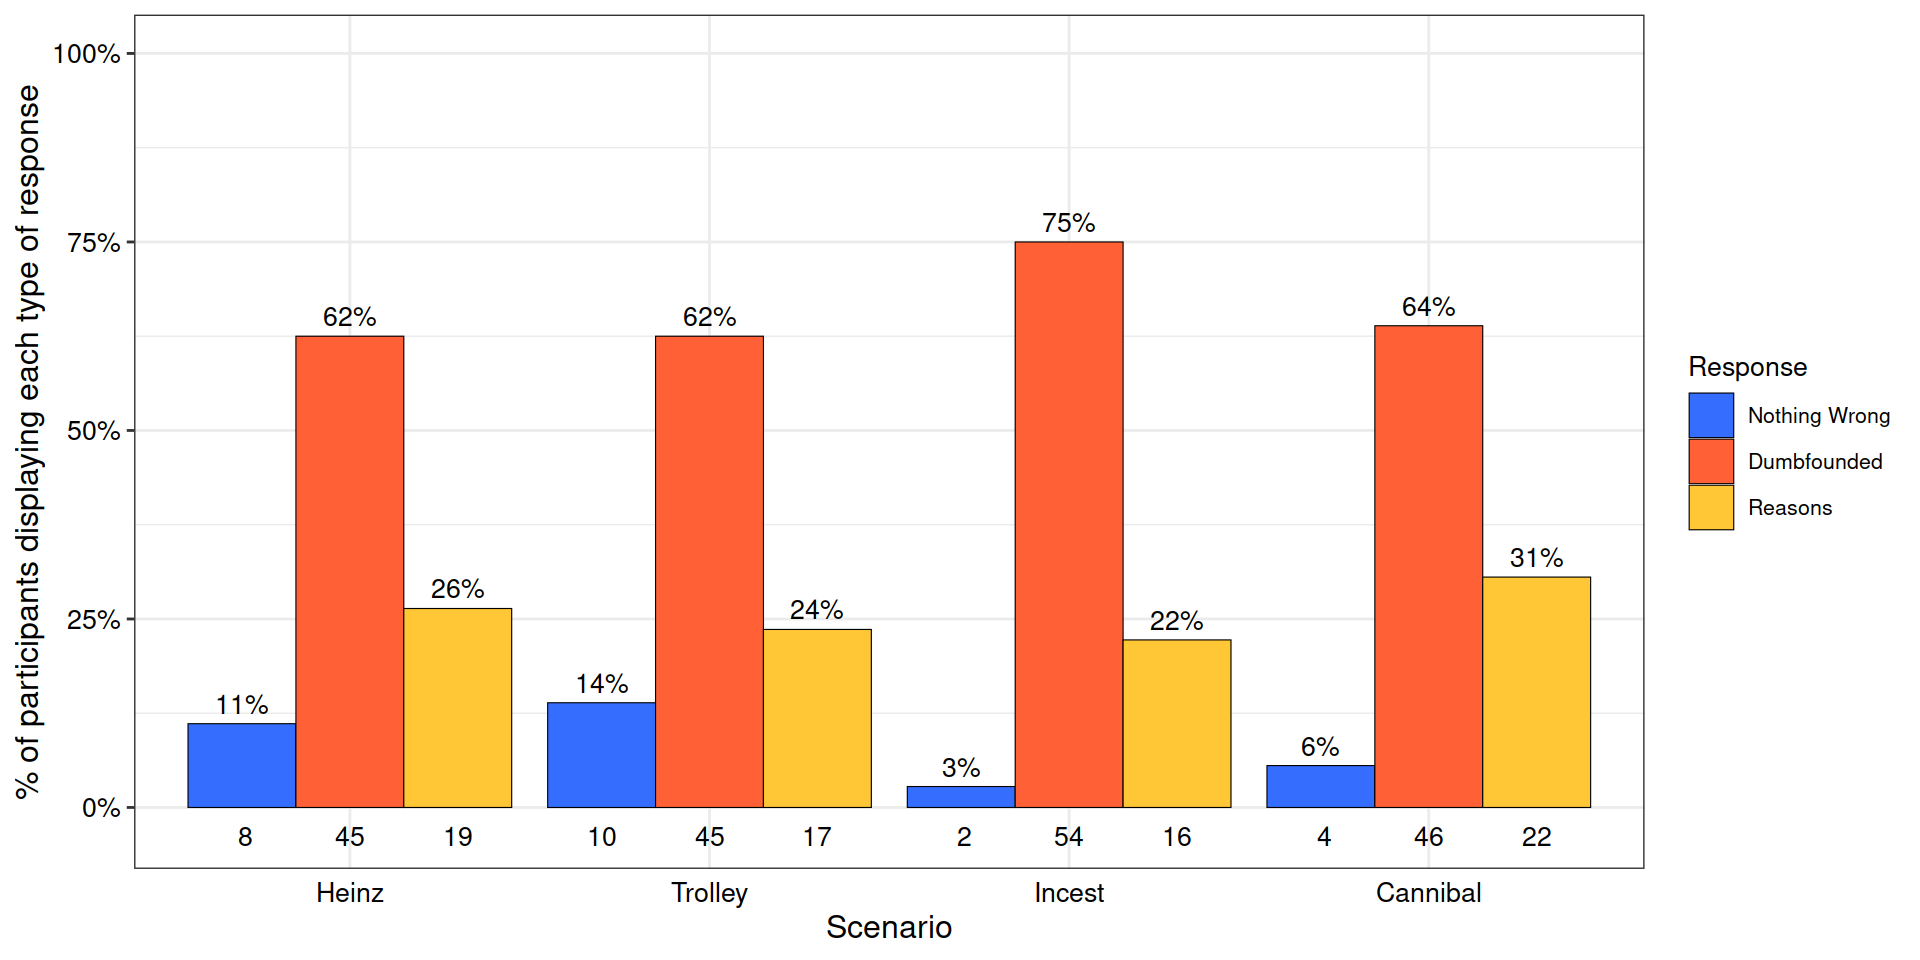 % of participants displaying each type of response
100%
75%
50%
25%
0%
11%
62%
26%
14%
62%
24%
3%
75%
22%
6%
64%
31%
8 45 19 10 45 17 2 54 16 4 46 22
Heinz Trolley Incest Cannibal
Scenario
Response
Nothing Wrong
Dumbfounded
Reasons